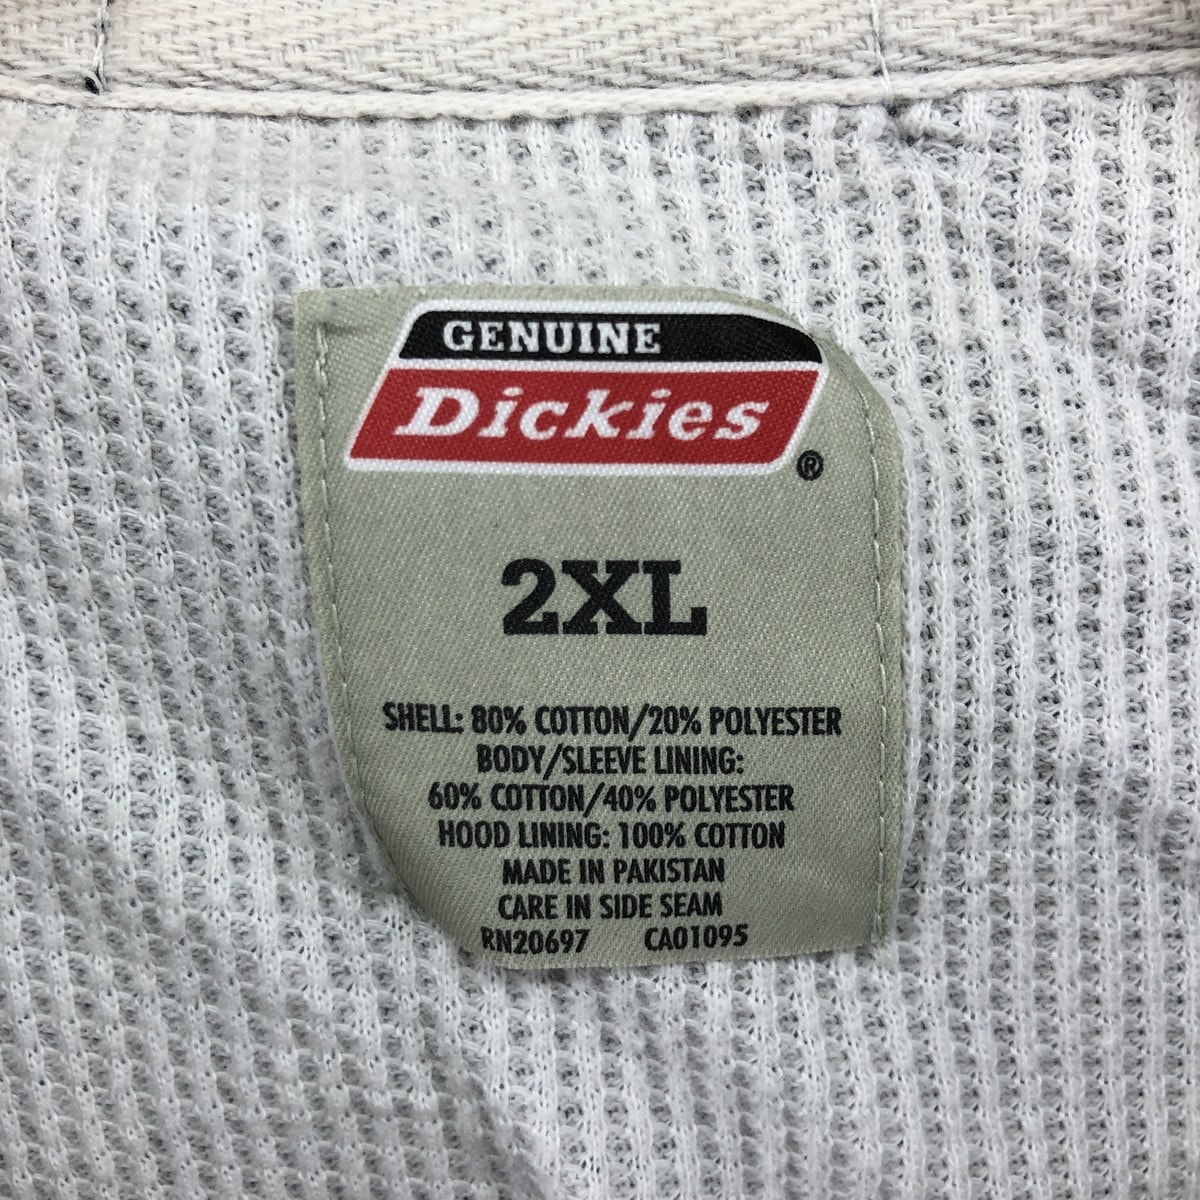 GENUINE
Dickies
®
2XL
SHELL: 80% COTTON/20% POLYESTER
BODY/SLEEVE LINING:
60% COTTON/40% POLYESTER
HOOD LINING: 100% COTTON
MADE IN PAKISTAN
CARE IN SIDE SEAM
RN20697 CA01095